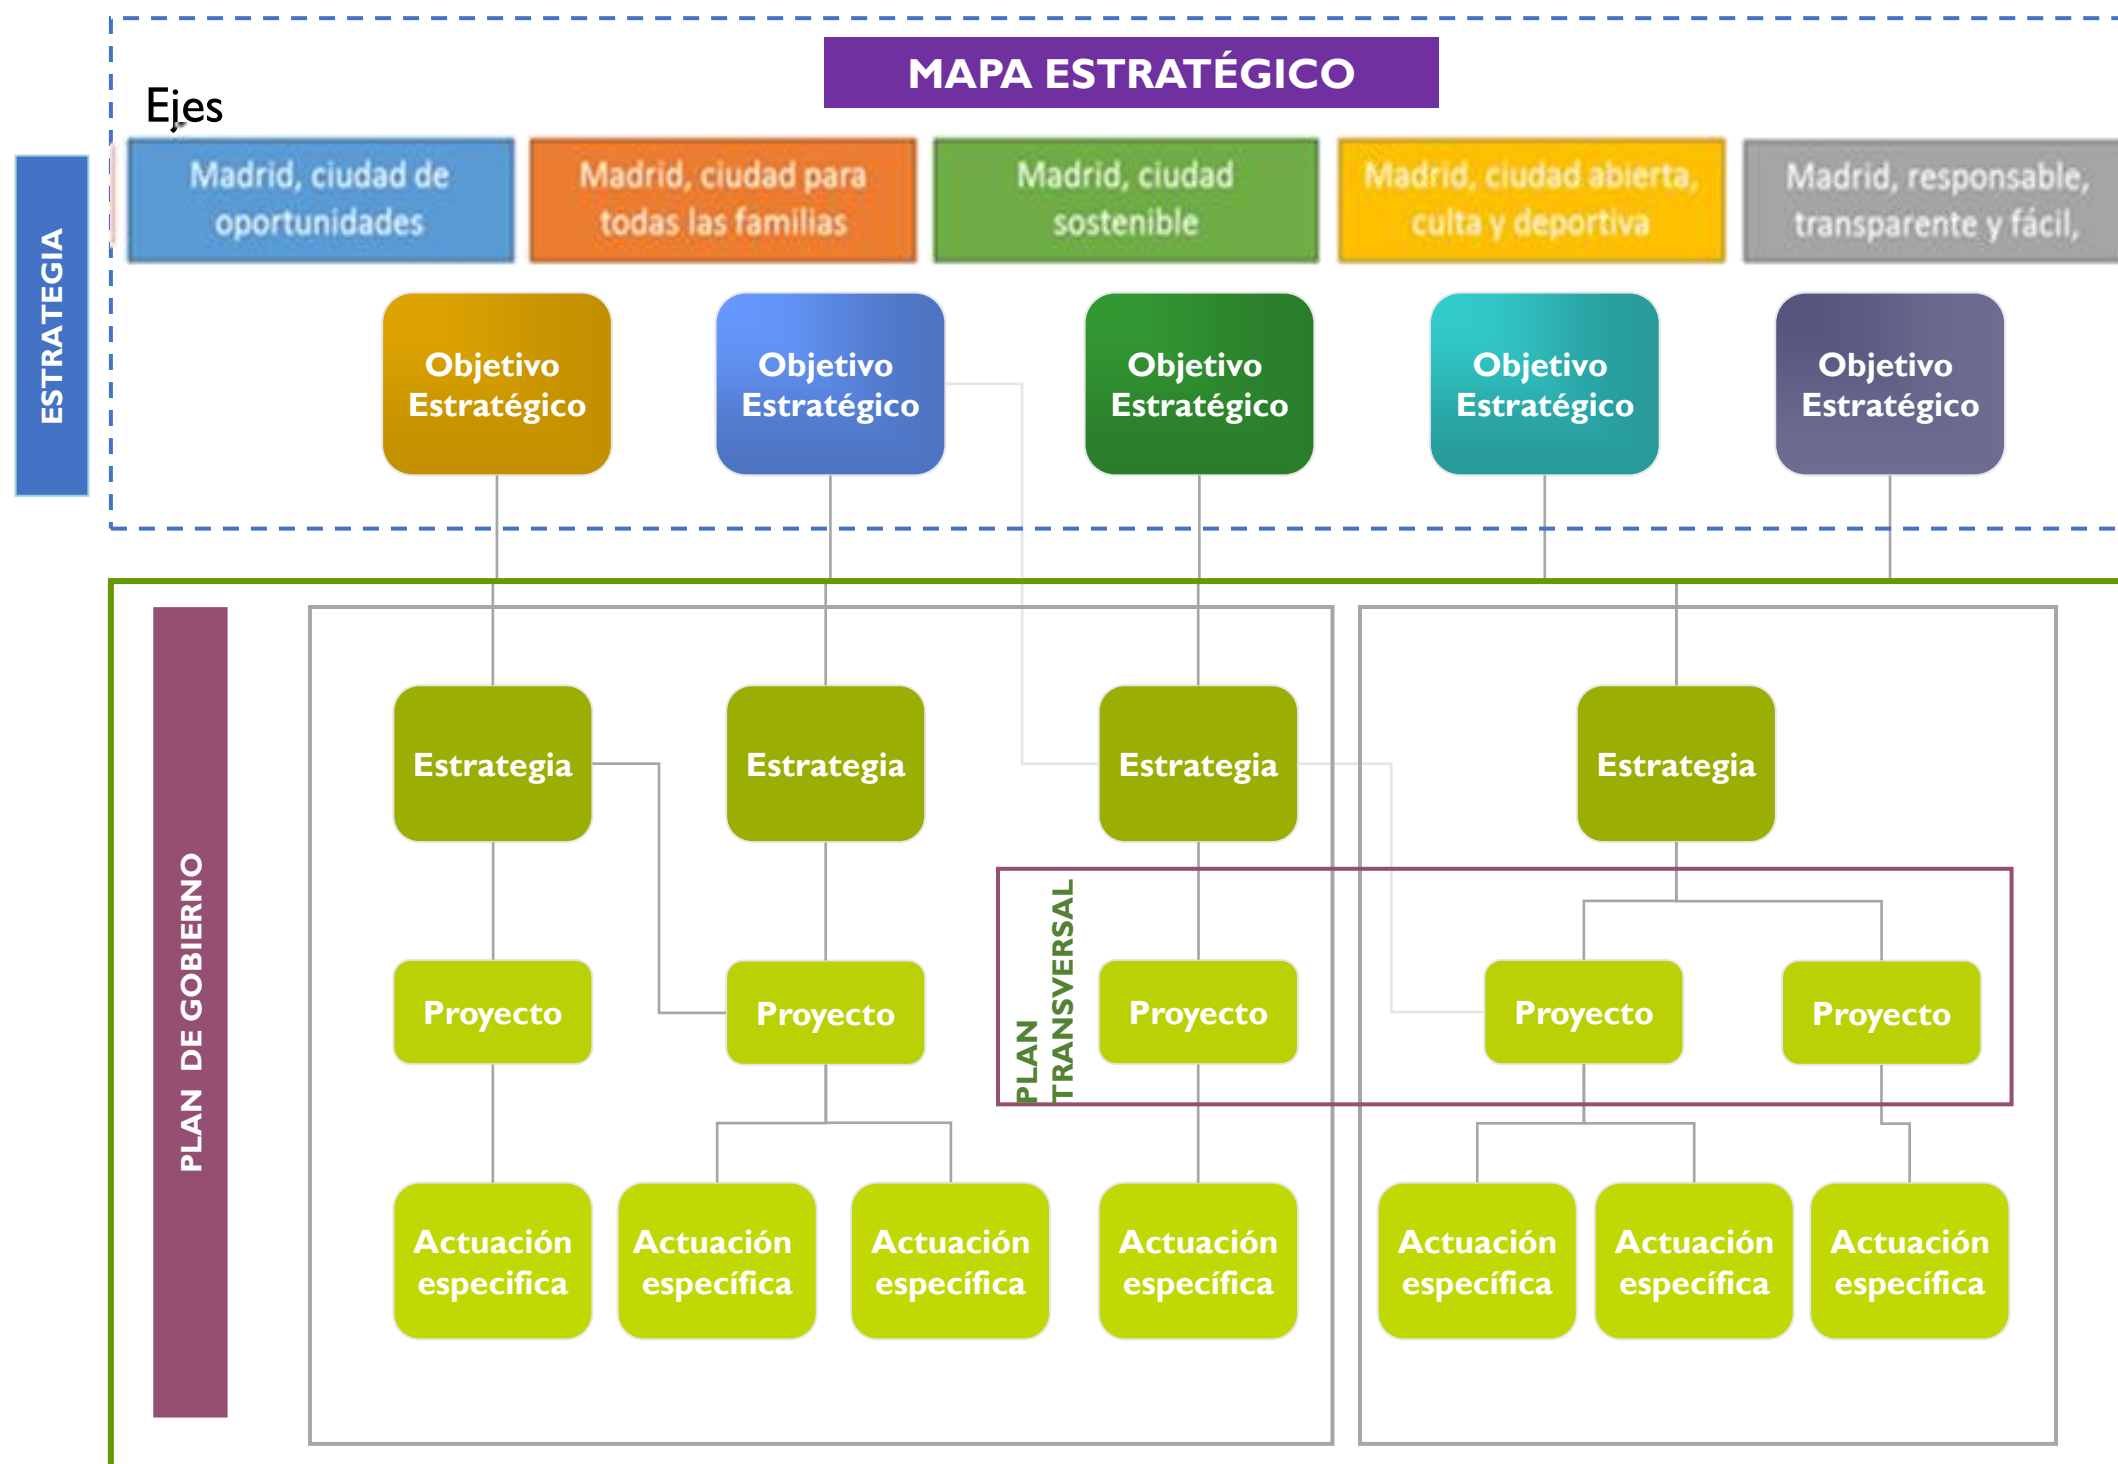 MAPA ESTRATÉGICO
Ejes
Madrid, ciudad de
oportunidades
Madrid, ciudad para
todas las familias
Madrid, ciudad
sostenible
Madrid, ciudad abierta,
culta y deportiva
Madrid, responsable,
transparente y fácil,
ESTRATEGIA
Objetivo
Estratégico
Objetivo
Estratégico
Objetivo
Estratégico
Objetivo
Estratégico
Objetivo
Estratégico
PLAN DE GOBIERNO
Estrategia
Estrategia
Estrategia
Estrategia
PLAN
TRANSVERSAL
Proyecto
Proyecto
Proyecto
Proyecto
Proyecto
Actuación
especifica
Actuación
específica
Actuación
específica
Actuación
específica
Actuación
específica
Actuación
específica
Actuación
específica